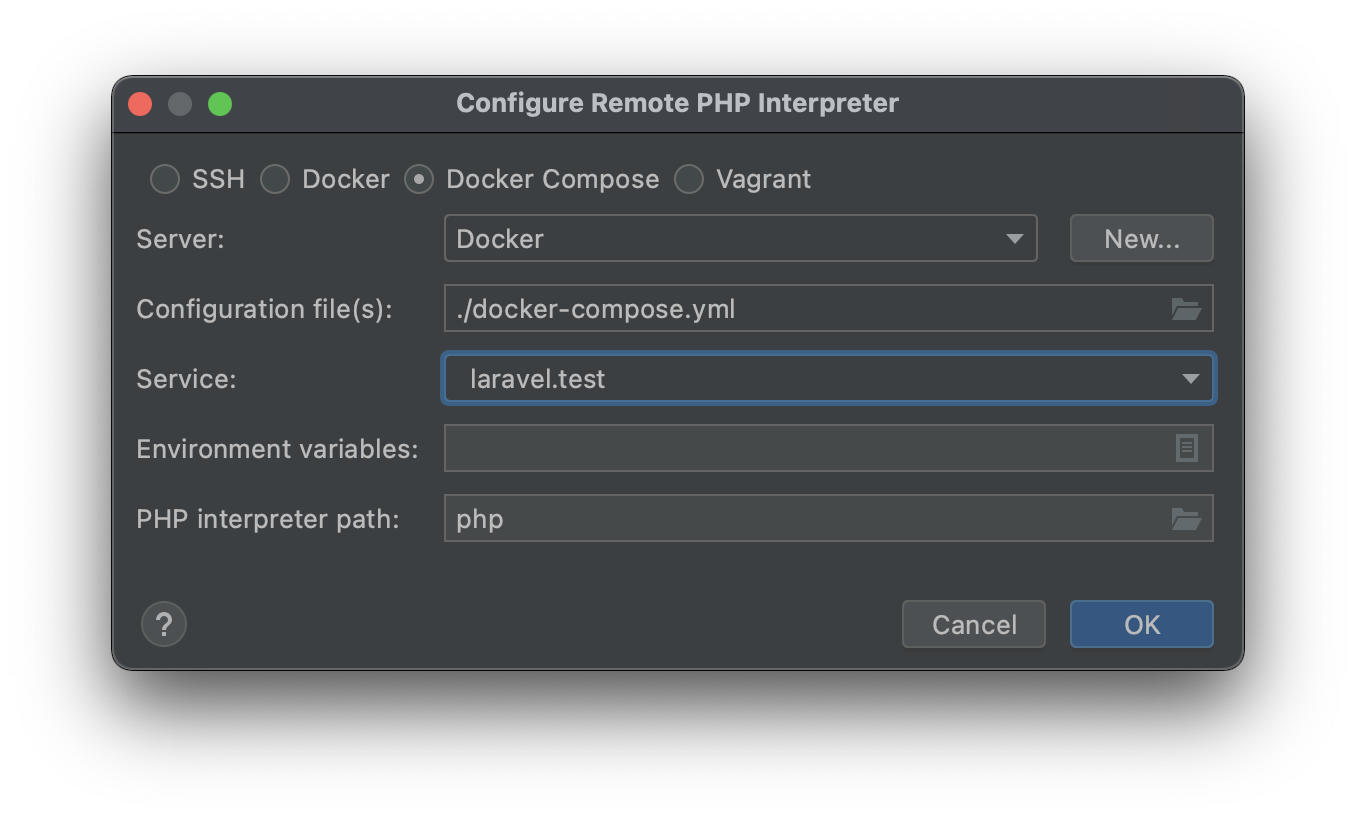 Configure Remote PHP Interpreter
SSH Docker Docker Compose Vagrant
Server: Docker New...
Configuration file(s): ./docker-compose.yml
Service: laravel.test
Environment variables:
PHP interpreter path: php
? Cancel OK